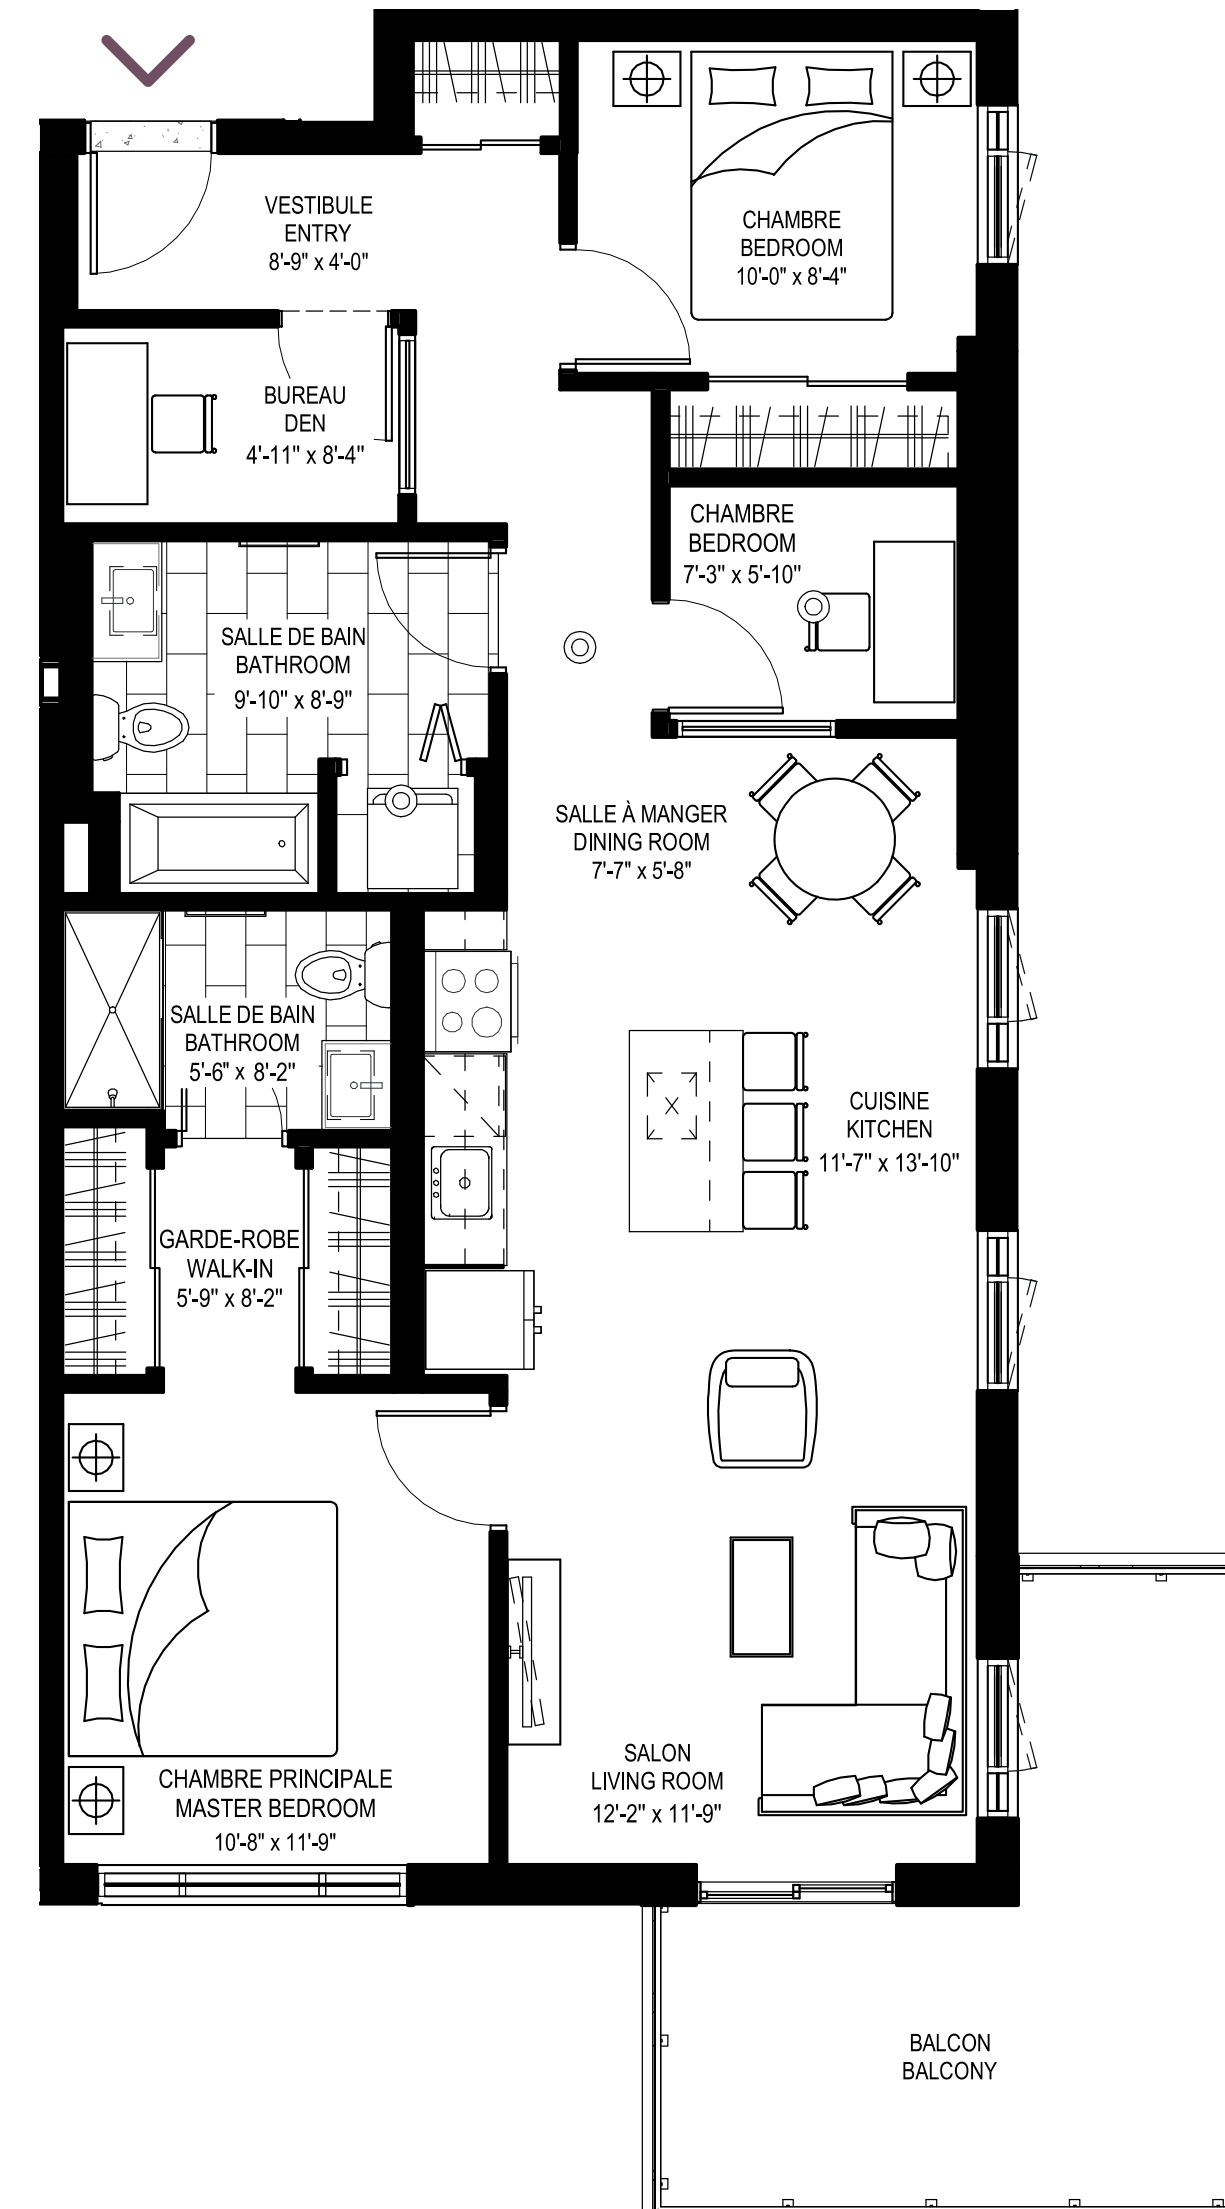 VESTIBULE
ENTRY
8'-9" x 4'-0"
CHAMBRE
BEDROOM
10'-0" x 8'-4"
BUREAU
DEN
4'-11" x 8'-4"
CHAMBRE
BEDROOM
7'-3" x 5'-10"
SALLE DE BAIN
BATHROOM
9'-10" x 8'-9"
SALLE À MANGER
DINING ROOM
7'-7" x 5'-8"
SALLE DE BAIN
BATHROOM
5'-6" x 8'-2"
CUISINE
KITCHEN
11'-7" x 13'-10"
GARDE-ROBE
WALK-IN
5'-9" x 8'-2"
SALON
LIVING ROOM
12'-2" x 11'-9"
CHAMBRE PRINCIPALE
MASTER BEDROOM
10'-8" x 11'-9"
BALCON
BALCONY